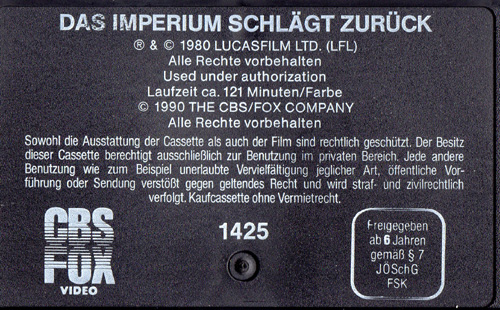 DAS IMPERIUM SCHLÄGT ZURÜCK
® & © 1980 LUCASFILM LTD. (LFL)
Alle Rechte vorbehalten
Used under authorization
Laufzeit ca. 121 Minuten/Farbe
© 1990 THE CBS/FOX COMPANY
Alle Rechte vorbehalten
Sowohl die Ausstattung der Cassette als auch der Film sind rechtlich geschützt. Der Besitz
dieser Cassette berechtigt ausschließlich zur Benutzung im privaten Bereich. Jede andere
Benutzung wie zum Beispiel unerlaubte Vervielfältigung jeglicher Art, öffentliche Vor-
führung oder Sendung verstößt gegen geltendes Recht und wird straf- und zivilrechtlich
verfolgt. Kaufcassette ohne Vermietrecht.
CBS
FOX
VIDEO
1425
Freigegeben
ab 6 Jahren
gemäß § 7
JÖSchG
FSK